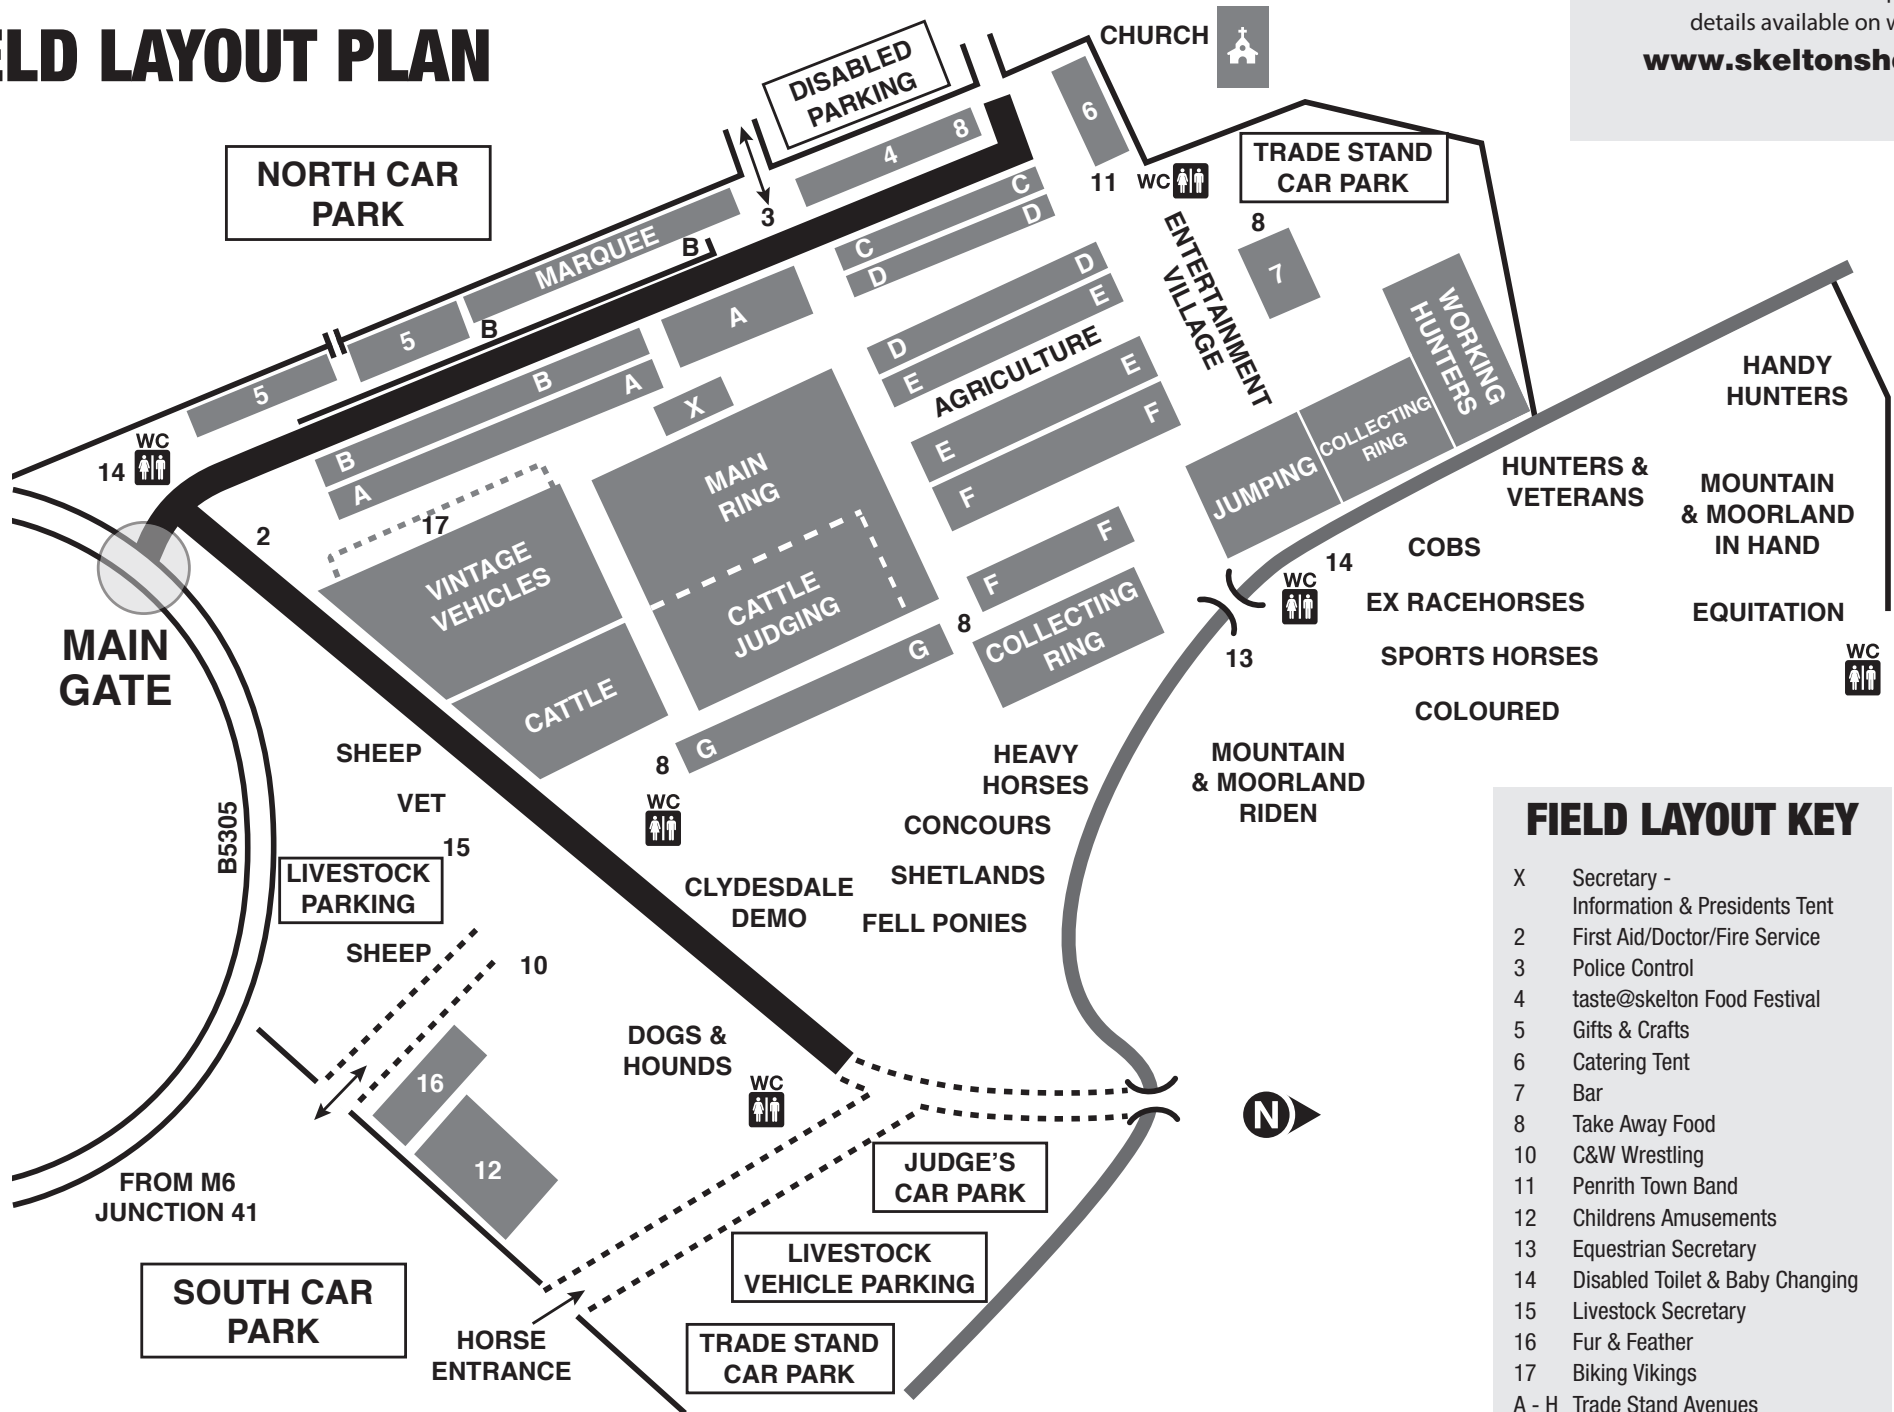 ELD LAYOUT PLAN
details available on w
www.skeltonsho
CHURCH
DISABLED
PARKING
NORTH CAR
PARK
8
4
6
11
WC
TRADE STAND
CAR PARK
3
MARQUEE
B
5
5
B
C
C
D
D
A
B
B
A
A
X
D
D
E
E
AGRICULTURE
E
E
F
F
ENTERTAINMENT
VILLAGE
8
7
WORKING
HUNTERS
COLLECTING
RING
JUMPING
HANDY
HUNTERS
HUNTERS &
VETERANS
MOUNTAIN
& MOORLAND
IN HAND
COBS
EX RACEHORSES
EQUITATION
SPORTS HORSES
COLOURED
WC
14
WC
13
MOUNTAIN
& MOORLAND
RIDEN
WC
14
2
17
MAIN
RING
VINTAGE
VEHICLES
CATTLE
JUDGING
CATTLE
F
F
8
COLLECTING
RING
G
G
8
WC
MAIN
GATE
B5305
SHEEP
VET
15
LIVESTOCK
PARKING
SHEEP
10
HEAVY
HORSES
CONCOURS
SHETLANDS
CLYDESDALE
DEMO
FELL PONIES
DOGS &
HOUNDS
WC
16
12
N
FROM M6
JUNCTION 41
SOUTH CAR
PARK
HORSE
ENTRANCE
JUDGE'S
CAR PARK
LIVESTOCK
VEHICLE PARKING
TRADE STAND
CAR PARK
FIELD LAYOUT KEY
X Secretary -
Information & Presidents Tent
2 First Aid/Doctor/Fire Service
3 Police Control
4 taste@skelton Food Festival
5 Gifts & Crafts
6 Catering Tent
7 Bar
8 Take Away Food
10 C&W Wrestling
11 Penrith Town Band
12 Childrens Amusements
13 Equestrian Secretary
14 Disabled Toilet & Baby Changing
15 Livestock Secretary
16 Fur & Feather
17 Biking Vikings
A - H Trade Stand Avenues